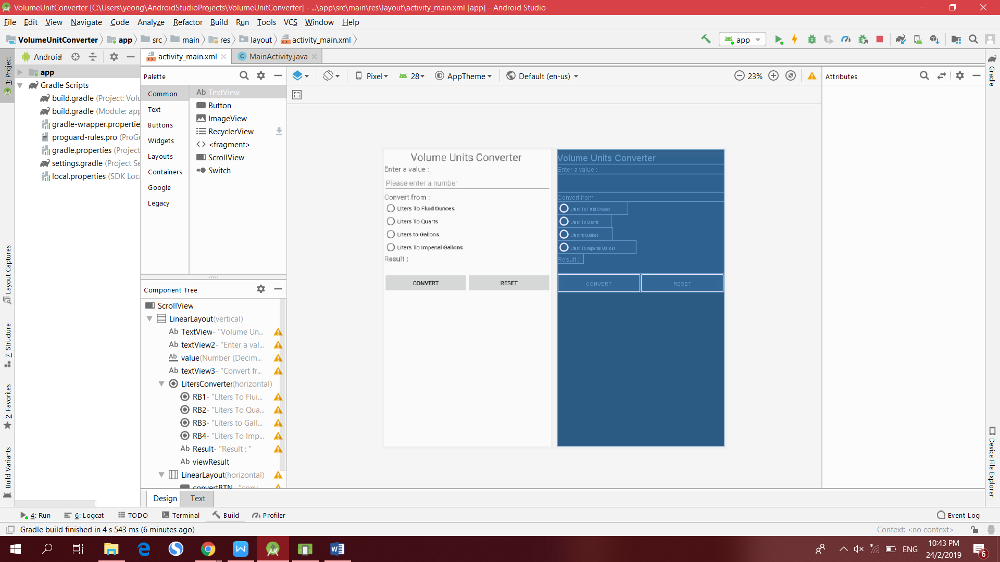 VolumeUnitConverter [C:\Users\yeong\AndroidStudioProjects\VolumeUnitConverter] - ...\app\src\main\res\layout\activity_main.xml [app] - Android Studio
File Edit View Navigate Code Analyze Refactor Build Run Tools VCS Window Help
VolumeUnitConverter app src main res layout activity_main.xml app
1: Project
Layout Captures
7: Structure
2: Favorites
Build Variants
Android
app
Gradle Scripts
build.gradle (Project: Volu
build.gradle (Module: app
gradle-wrapper.propertie
proguard-rules.pro (ProGu
gradle.properties (Project
settings.gradle (Project Se
local.properties (SDK Loca
activity_main.xml MainActivity.java
Palette
Common
Text
Buttons
Widgets
Layouts
Containers
Google
Legacy
Ab TextView
Button
ImageView
RecyclerView
<fragment>
ScrollView
Switch
Pixel 28 AppTheme Default (en-us) 23%
Component Tree
ScrollView
LinearLayout(vertical)
Ab TextView- "Volume Un...
Ab textView2- "Enter a val...
Ab value(Number (Decim...
Ab textView3- "Convert fr...
LitersConverter(horizontal)
RB1- "LIters To Flui...
RB2- "Liters To Qua...
RB3- "Liters to Gall...
RB4- "Liters To Imp...
Ab Result- "Result : "
Ab viewResult
LinearLayout(horizontal)
convertBTN- "conv
Volume Units Converter
Enter a value :
Please enter a number
Convert from :
LIters To Fluid Ounces
Liters To Quarts
Liters to Gallons
Liters To Imperial Gallons
Result :
CONVERT RESET
Volume Units Converter
Enter a value :
Convert from :
LIters To Fluid Ounces
Liters To Quarts
Liters to Gallons
Liters To Imperial Gallons
Result :
CONVERT RESET
Attributes
Gradle
Device File Explorer
Design Text
4: Run 6: Logcat TODO Terminal Build Profiler Event Log
Gradle build finished in 4 s 543 ms (6 minutes ago) Context: <no context>
ENG
10:43 PM
24/2/2019
6